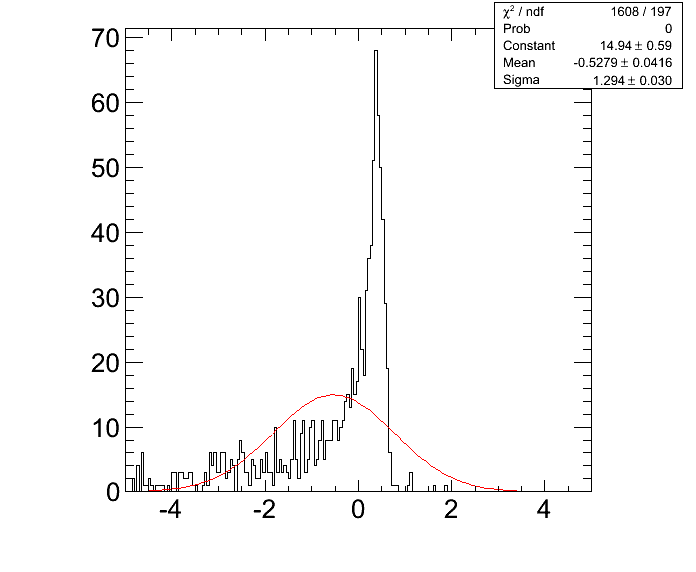 χ² / ndf 1608 / 197
Prob 0
Constant 14.94 ± 0.59
Mean -0.5279 ± 0.0416
Sigma 1.294 ± 0.030
70
60
50
40
30
20
10
0
-4 -2 0 2 4